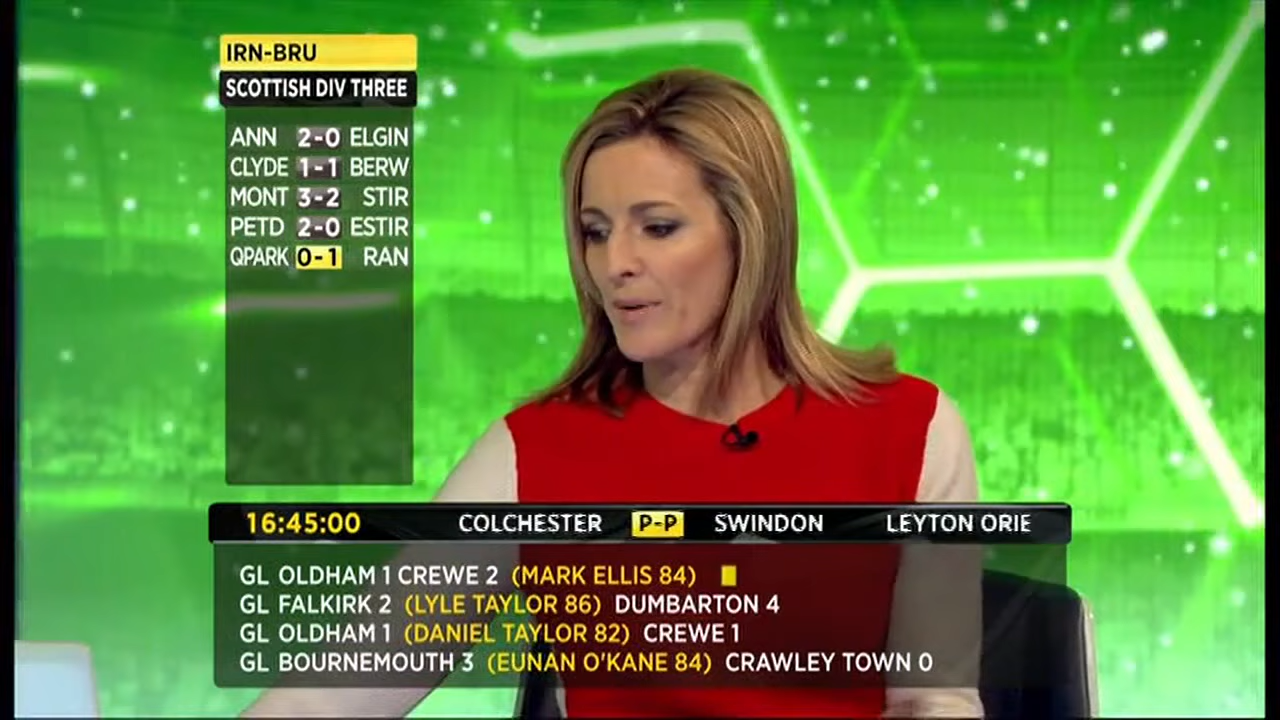 IRN-BRU
SCOTTISH DIV THREE
ANN 2-0 ELGIN
CLYDE 1-1 BERW
MONT 3-2 STIR
PETD 2-0 ESTIR
QPARK 0-1 RAN
16:45:00 COLCHESTER P-P SWINDON LEYTON ORIE
GL OLDHAM 1 CREWE 2 (MARK ELLIS 84)
GL FALKIRK 2 (LYLE TAYLOR 86) DUMBARTON 4
GL OLDHAM 1 (DANIEL TAYLOR 82) CREWE 1
GL BOURNEMOUTH 3 (EUNAN O'KANE 84) CRAWLEY TOWN 0